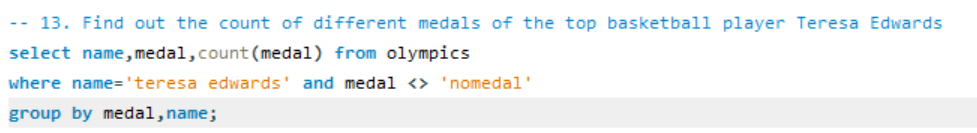 -- 13. Find out the count of different medals of the top basketball player Teresa Edwards
select name,medal,count(medal) from olympics
where name='teresa edwards' and medal <> 'nomedal'
group by medal,name;